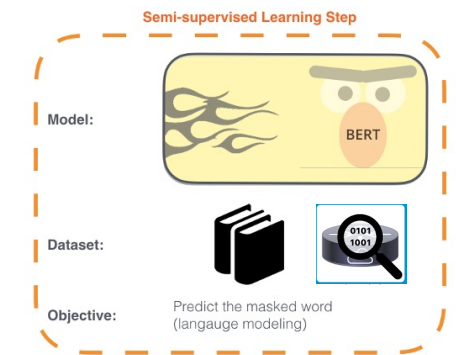 Semi-supervised Learning Step
Model:
BERT
Dataset:
0101
1001
Objective:
Predict the masked word
(langauge modeling)